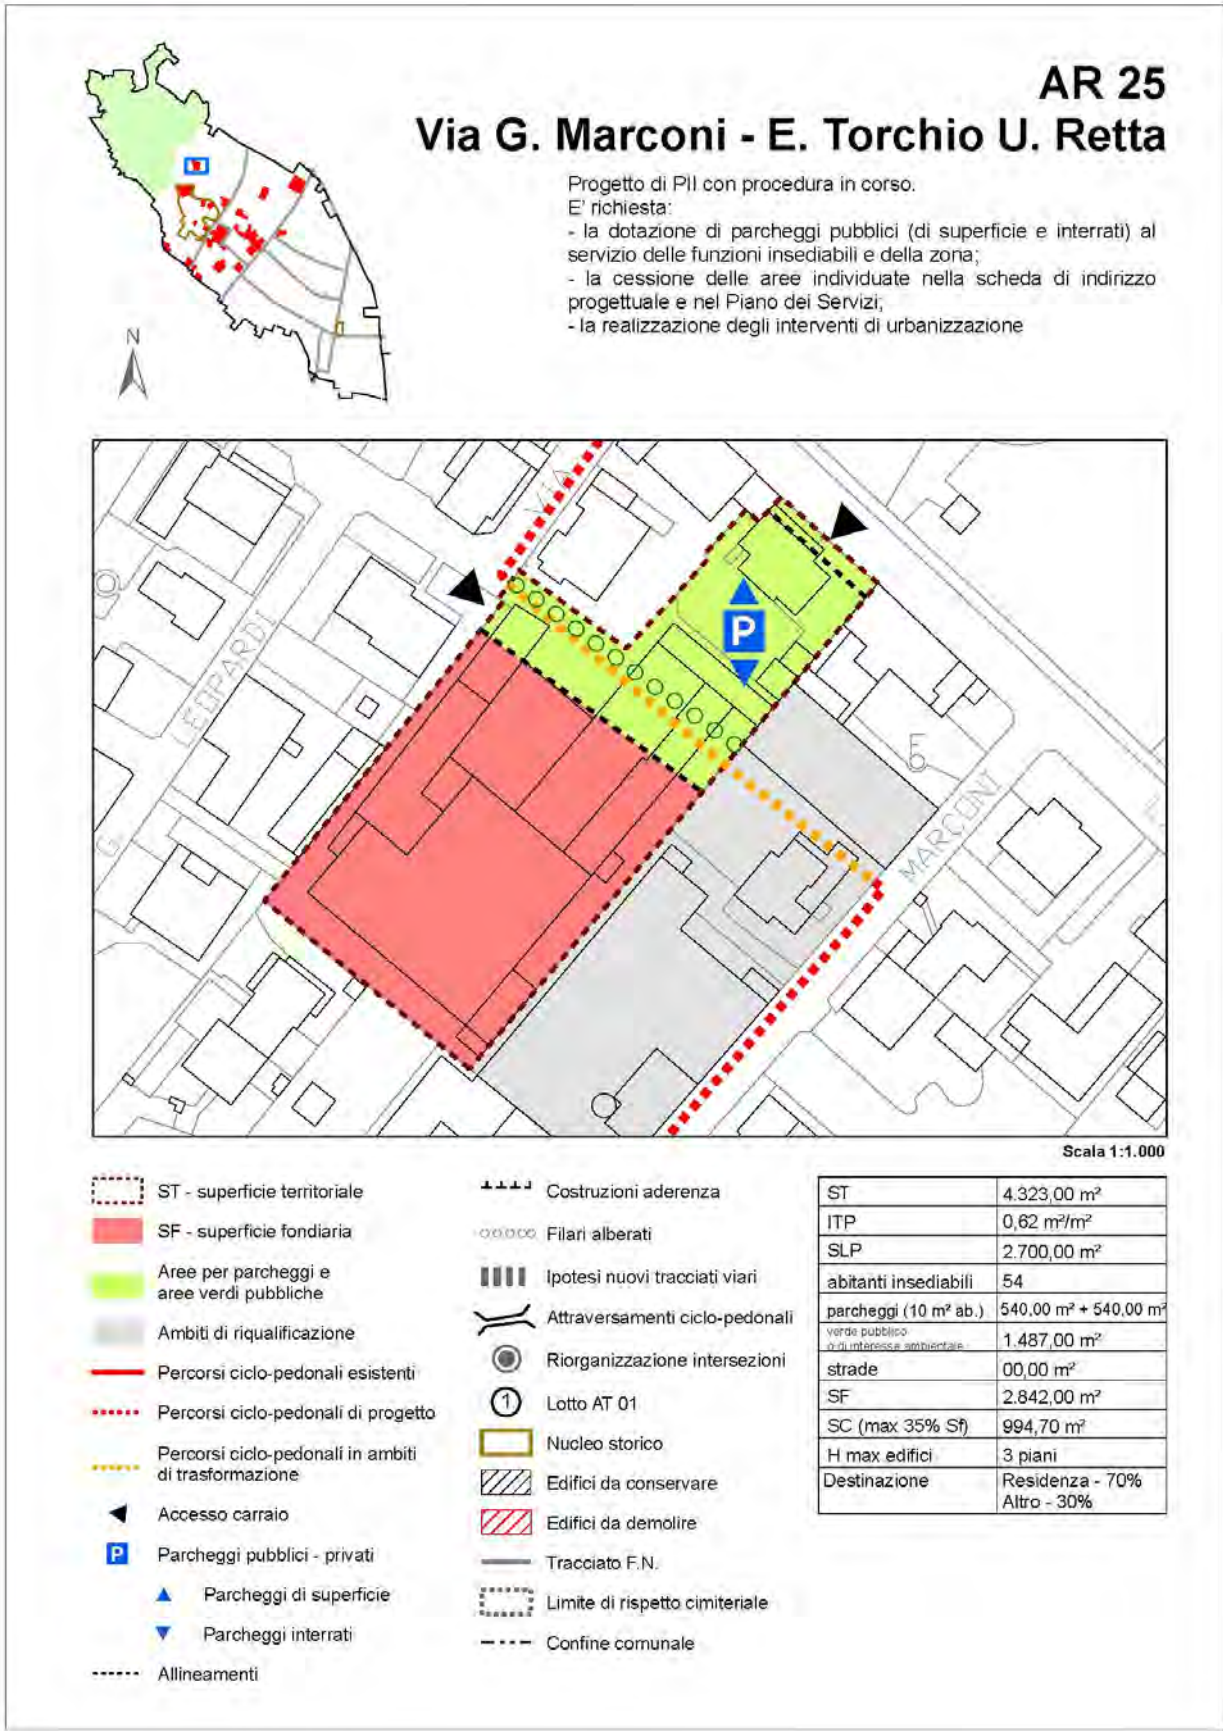 AR 25
Via G. Marconi - E. Torchio U. Retta
Progetto di PII con procedura in corso.
E' richiesta:
- la dotazione di parcheggi pubblici (di superficie e interrati) al
servizio delle funzioni insediabili e della zona;
- la cessione delle aree individuate nella scheda di indirizzo
progettuale e nel Piano dei Servizi;
- la realizzazione degli interventi di urbanizzazione
N
VIA
P
LEOPARDI
G.
MARCONI
Scala 1:1.000
ST - superficie territoriale
SF - superficie fondiaria
Aree per parcheggi e
aree verdi pubbliche
Ambiti di riqualificazione
Percorsi ciclo-pedonali esistenti
Percorsi ciclo-pedonali di progetto
Percorsi ciclo-pedonali in ambiti
di trasformazione
Accesso carraio
P Parcheggi pubblici - privati
Parcheggi di superficie
Parcheggi interrati
Allineamenti
Costruzioni aderenza
Filari alberati
Ipotesi nuovi tracciati viari
Attraversamenti ciclo-pedonali
Riorganizzazione intersezioni
1 Lotto AT 01
Nucleo storico
Edifici da conservare
Edifici da demolire
Tracciato F.N.
Limite di rispetto cimiteriale
Confine comunale
ST 4.323,00 m²
ITP 0,62 m²/m²
SLP 2.700,00 m²
abitanti insediabili 54
parcheggi (10 m² ab.) 540,00 m² + 540,00 m²
verde pubblico
o di interesse ambientale 1.487,00 m²
strade 00,00 m²
SF 2.842,00 m²
SC (max 35% Sf) 994,70 m²
H max edifici 3 piani
Destinazione Residenza - 70%
Altro - 30%